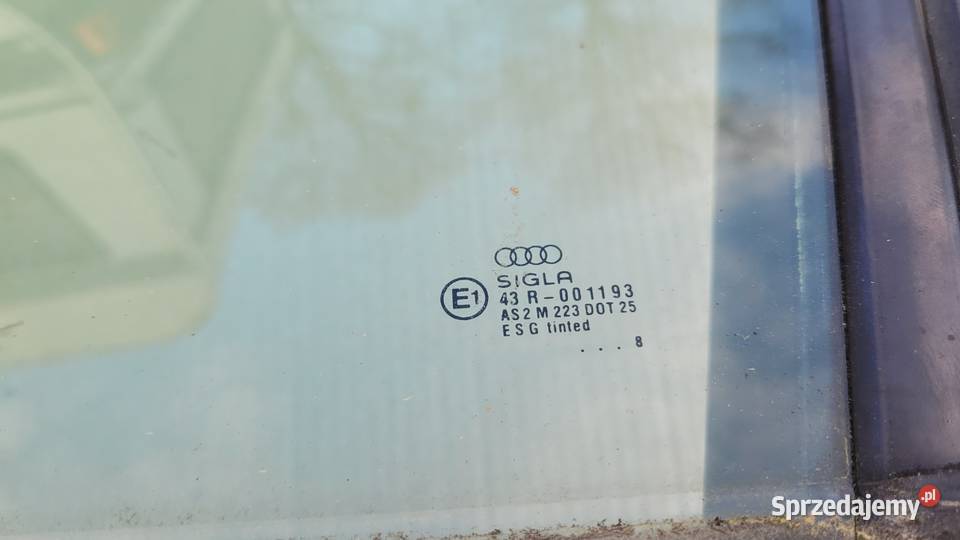 SIGLA
E1
43 R-001193
AS2 M 223 DOT 25
ESG tinted
. . . 8
Sprzedajemy.pl